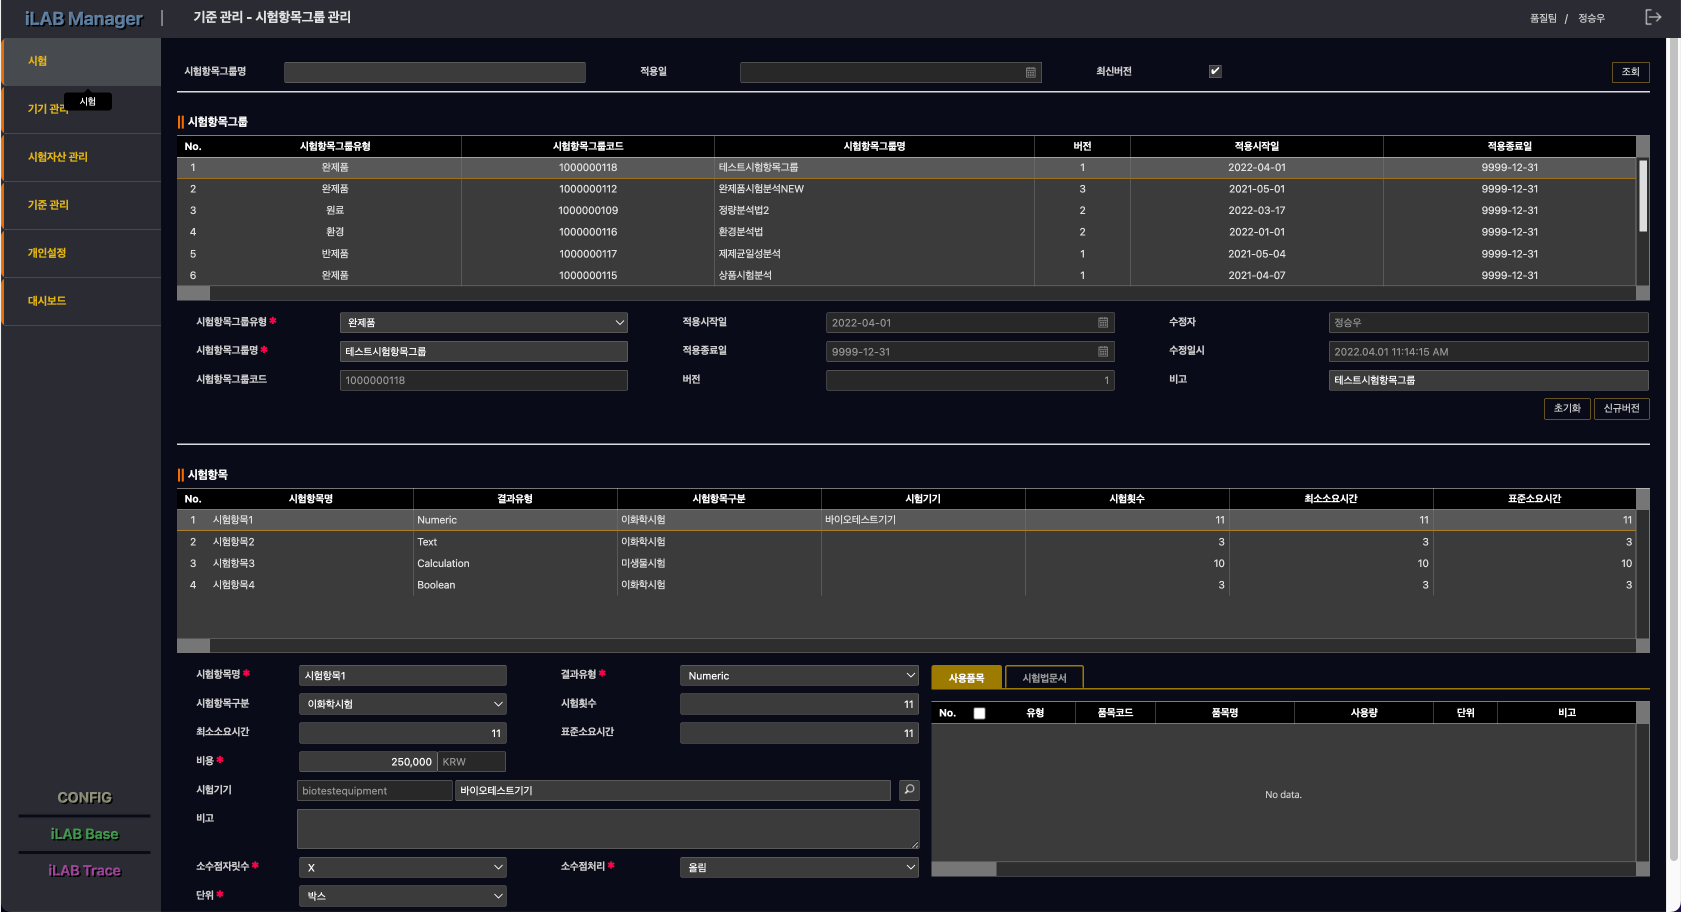 iLAB Manager | 기준 관리 - 시험항목그룹 관리 품질팀 / 정승우
시험
시험
기기 관리
시험자산 관리
기준 관리
개인설정
대시보드
CONFIG
iLAB Base
iLAB Trace
시험항목그룹명 적용일 최신버전 조회
시험항목그룹
No. 시험항목그룹유형 시험항목그룹코드 시험항목그룹명 버전 적용시작일 적용종료일
1 완제품 1000000118 테스트시험항목그룹 1 2022-04-01 9999-12-31
2 완제품 1000000112 완제품시험분석NEW 3 2021-05-01 9999-12-31
3 원료 1000000109 정량분석법2 2 2022-03-17 9999-12-31
4 환경 1000000116 환경분석법 2 2022-01-01 9999-12-31
5 반제품 1000000117 제제균일성분석 1 2021-05-04 9999-12-31
6 완제품 1000000115 상품시험분석 1 2021-04-07 9999-12-31
시험항목그룹유형 * 완제품 적용시작일 2022-04-01 수정자 정승우
시험항목그룹명 * 테스트시험항목그룹 적용종료일 9999-12-31 수정일시 2022.04.01 11:14:15 AM
시험항목그룹코드 1000000118 버전 1 비고 테스트시험항목그룹
초기화 신규버전
시험항목
No. 시험항목명 결과유형 시험항목구분 시험기기 시험횟수 최소소요시간 표준소요시간
1 시험항목1 Numeric 이화학시험 바이오테스트기기 11 11 11
2 시험항목2 Text 이화학시험 3 3 3
3 시험항목3 Calculation 미생물시험 10 10 10
4 시험항목4 Boolean 이화학시험 3 3 3
시험항목명 * 시험항목1 결과유형 * Numeric
시험항목구분 이화학시험 시험횟수 11
최소소요시간 11 표준소요시간 11
비용 * 250,000 KRW
시험기기 biotestequipment 바이오테스트기기
비고
소수점자릿수 * X 소수점처리 * 올림
단위 * 박스
사용품목 시험법문서
No. 유형 품목코드 품목명 사용량 단위 비고
No data.